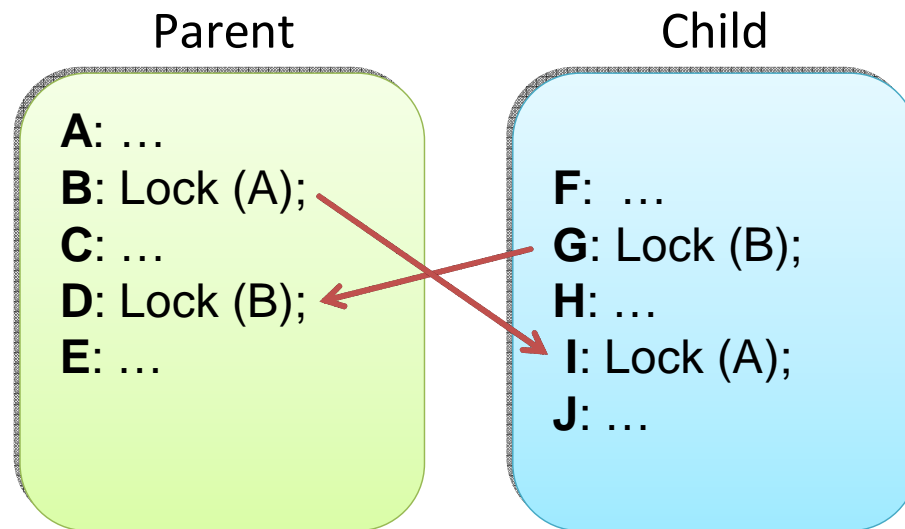 Parent
A: ...
B: Lock (A);
C: ...
D: Lock (B);
E: ...
Child
F: ...
G: Lock (B);
H: ...
I: Lock (A);
J: ...